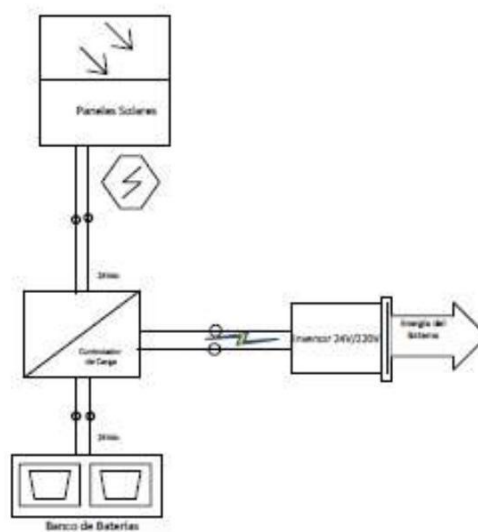 Paneles Solares
24Vdc
Controlador
de Carga
Inversor 24V/220V
Energía del
Sistema
24Vdc
Banco de Baterías